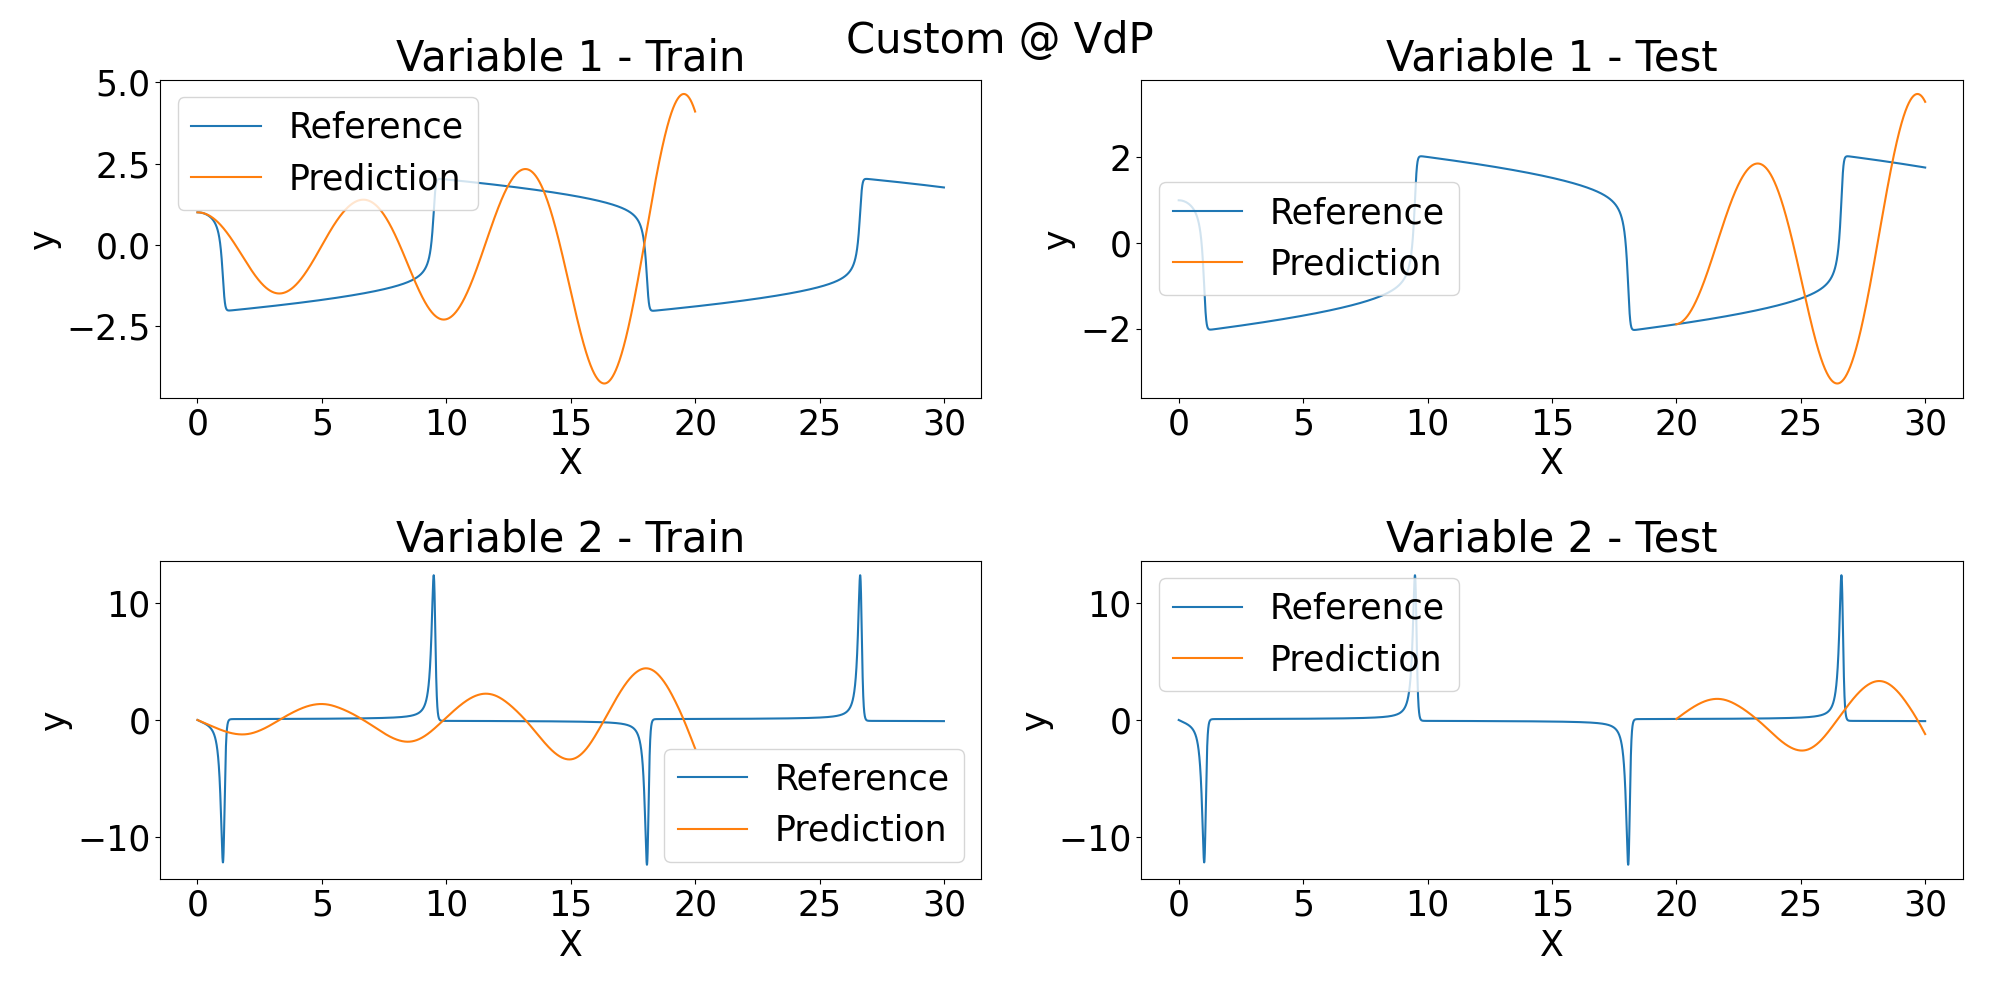 Custom @ VdP
Variable 1 - Train
5.0
2.5
0.0
−2.5
y
Reference
Prediction
0 5 10 15 20 25 30
X
Variable 1 - Test
2
0
−2
y
Reference
Prediction
0 5 10 15 20 25 30
X
Variable 2 - Train
10
0
−10
y
Reference
Prediction
0 5 10 15 20 25 30
X
Variable 2 - Test
10
0
−10
y
Reference
Prediction
0 5 10 15 20 25 30
X